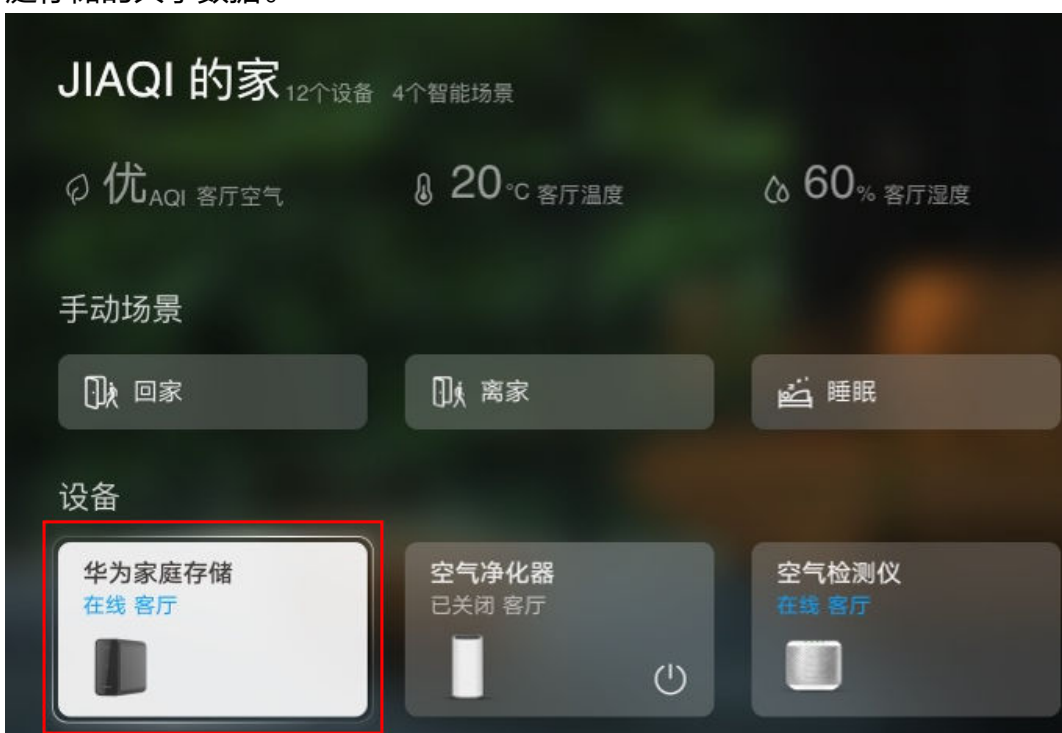 JIAQI 的家 12个设备 4个智能场景
优AQI 客厅空气 20°C 客厅温度 60% 客厅湿度
手动场景
回家 离家 睡眠
设备
华为家庭存储 空气净化器 空气检测仪
在线 客厅 已关闭 客厅 在线 客厅